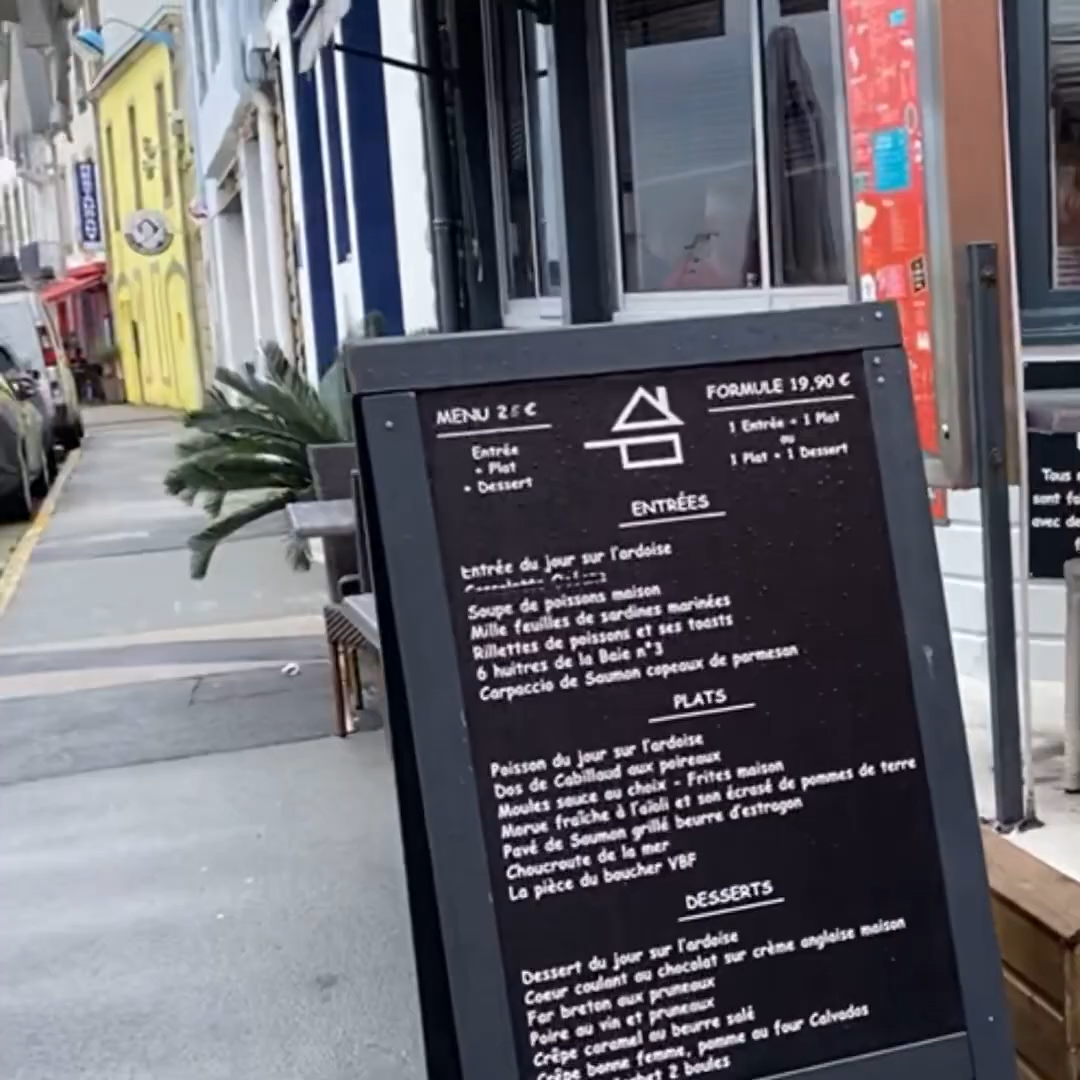 MENU 25 €
Entrée
+ Plat
+ Dessert
FORMULE 19,90 €
1 Entrée + 1 Plat
ou
1 Plat + 1 Dessert
ENTRÉES
Entrée du jour sur l'ardoise
Soupe de poissons maison
Mille feuilles de sardines marinées
Rillettes de poissons et ses toasts
6 huitres de la Baie n°3
Carpaccio de Saumon copeaux de parmesan
PLATS
Poisson du jour sur l'ardoise
Dos de Cabillaud aux poireaux
Moules sauce au choix - Frites maison
Morue fraîche à l'aïoli et son écrasé de pommes de terre
Pavé de Saumon grillé beurre d'estragon
Choucroute de la mer
La pièce du boucher VBF
DESSERTS
Dessert du jour sur l'ardoise
Coeur coulant au chocolat sur crème anglaise maison
Far breton aux pruneaux
Poire au vin et pruneaux
Crêpe caramel au beurre salé
Crêpe bonne femme, pomme au four Calvados
2 boules
Tous
sont
avec de